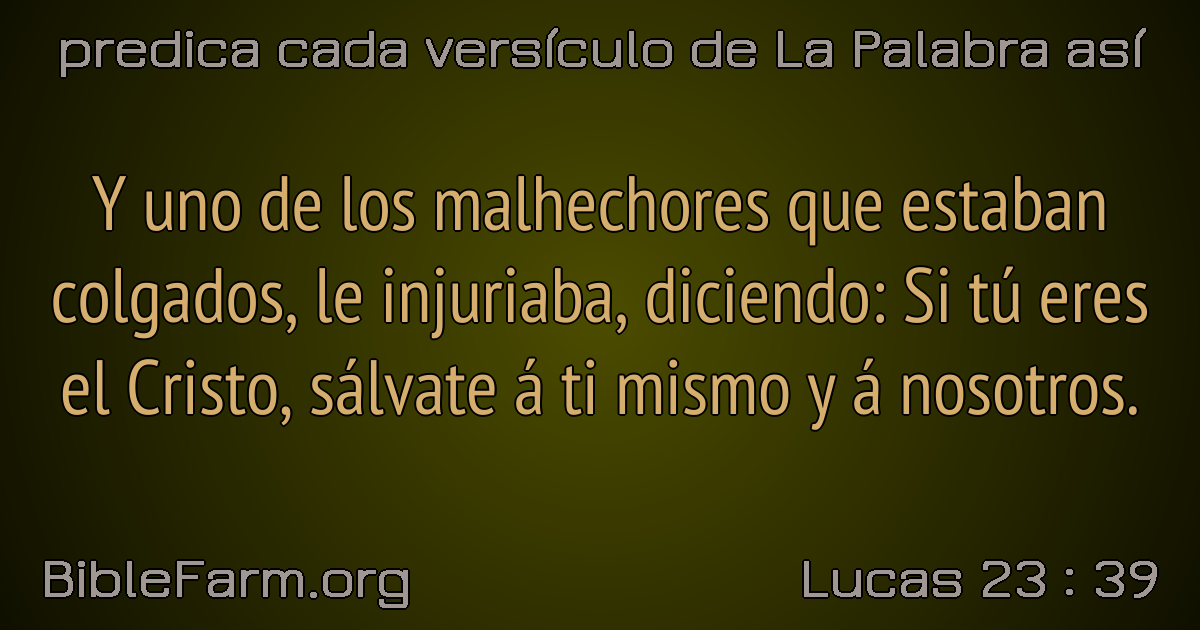 predica cada versículo de La Palabra así
Y uno de los malhechores que estaban
colgados, le injuriaba, diciendo: Si tú eres
el Cristo, sálvate á ti mismo y á nosotros.
BibleFarm.org
Lucas 23 : 39